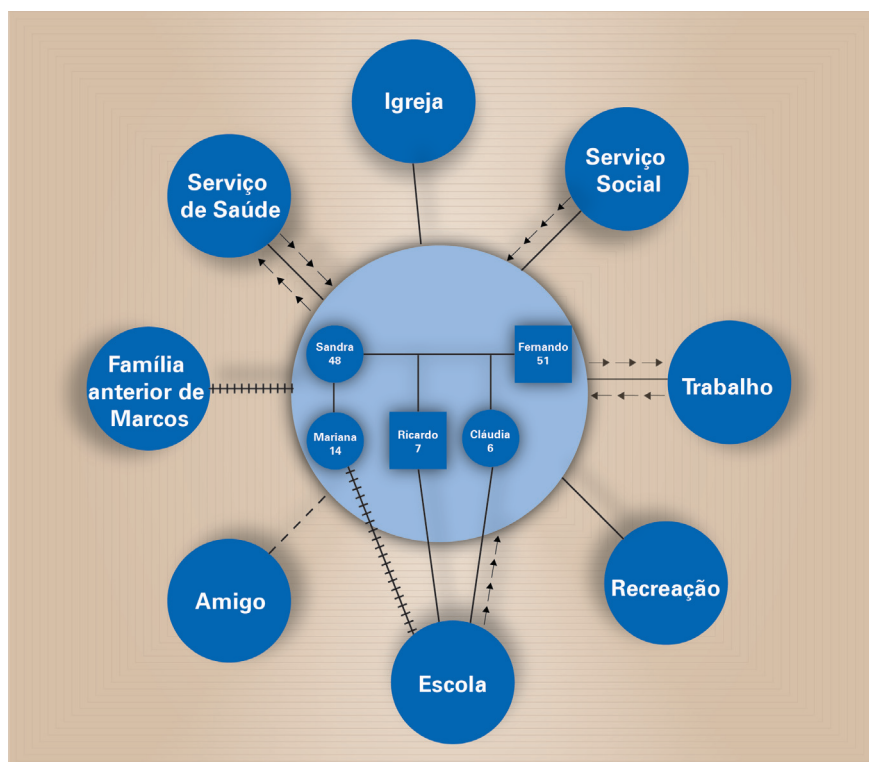 Igreja
Serviço
Social
Serviço
de Saúde
Sandra
48
Fernando
51
Família
anterior de
Marcos
Trabalho
Mariana
14
Ricardo
7
Cláudia
6
Amigo
Recreação
Escola